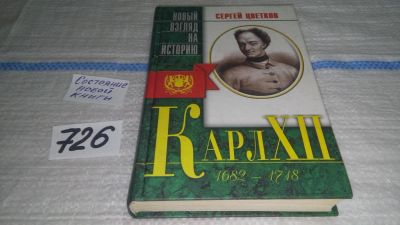 СЕРГЕЙ ЦВЕТКОВ
НОВЫЙ
ВЗГЛЯД
НА
ИСТОРИЮ
КАРЛ XII
1682 – 1718
Состояние
новой
книги
726